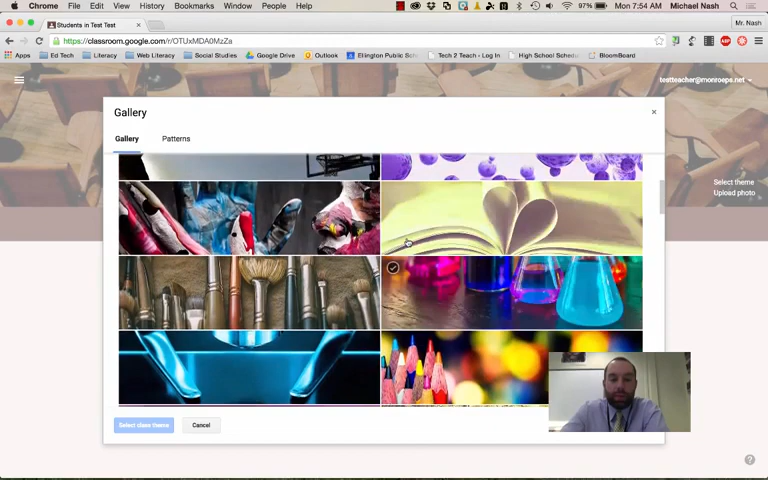 Chrome File Edit View History Bookmarks Window People Help 97% Mon 7:54 AM Michael Nash
Students in Test Test Mr. Nash
https://classroom.google.com/r/OTUxMDA0MzZa
Apps Ed Tech Literacy Web Literacy Social Studies Google Drive Outlook Ellington Public Sch Tech 2 Teach › Log In High School Schedu BloomBoard
testteacher@monroeps.net
Gallery
Gallery Patterns
Select theme
Upload photo
Select class theme Cancel